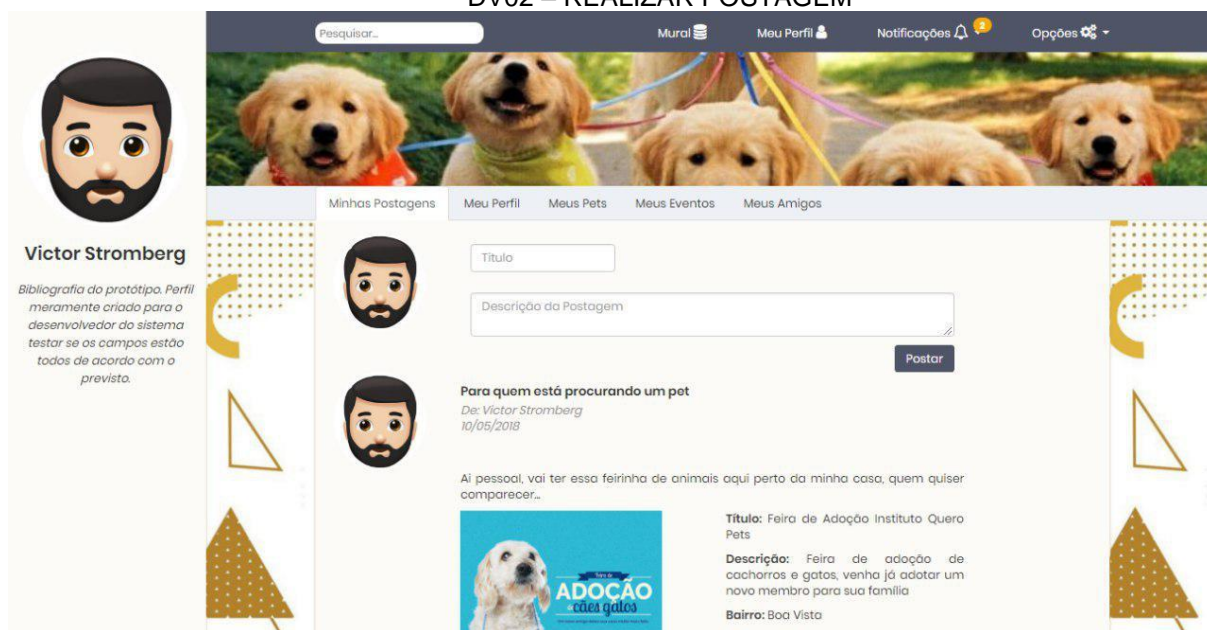 DV02 – REALIZAR POSTAGEM
Pesquisar...
Mural
Meu Perfil
Notificações
2
Opções
Minhas Postagens
Meu Perfil
Meus Pets
Meus Eventos
Meus Amigos
Victor Stromberg
Bibliografia do protótipo. Perfil
meramente criado para o
desenvolvedor do sistema
testar se os campos estão
todos de acordo com o
previsto.
Título
Descrição da Postagem
Postar
Para quem está procurando um pet
De: Victor Stromberg
10/05/2018
Ai pessoal, vai ter essa feirinha de animais aqui perto da minha casa, quem quiser
comparecer...
ADOÇÃO
cães gatos
Título: Feira de Adoção Instituto Quero
Pets
Descrição: Feira de adoção de
cachorros e gatos, venha já adotar um
novo membro para sua família
Bairro: Boa Vista